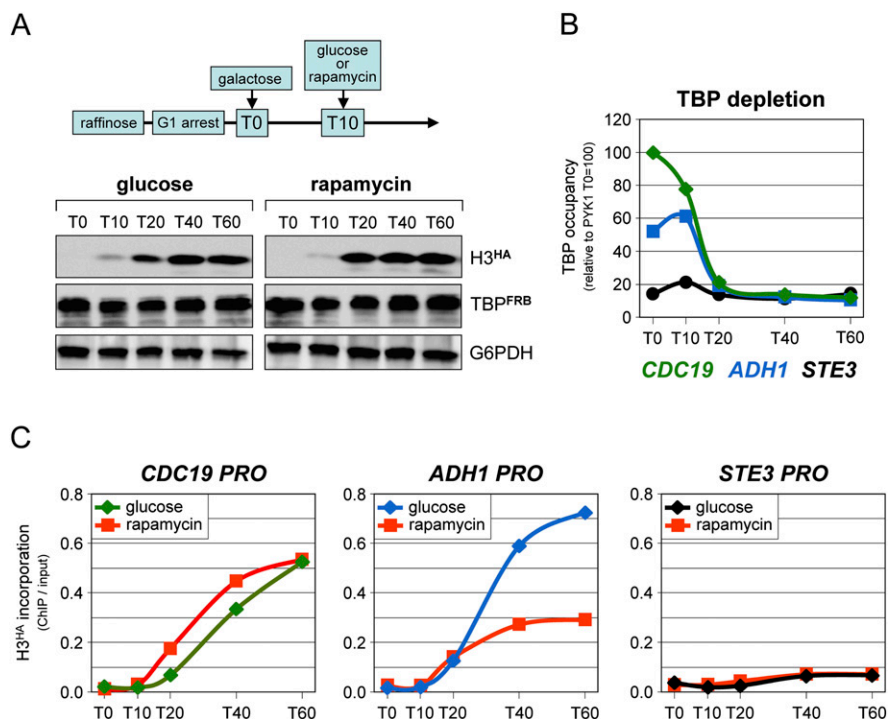 A
galactose
glucose
or
rapamycin
raffinose
G1 arrest
T0
T10
glucose
rapamycin
T0 T10 T20 T40 T60
T0 T10 T20 T40 T60
H3HA
TBPFRB
G6PDH
B
TBP depletion
TBP occupancy
(relative to PYK1 T0=100)
120
100
80
60
40
20
00
T0 T10 T20 T40 T60
CDC19 ADH1 STE3
C
H3HA incorporation
(ChIP / input)
CDC19 PRO
glucose
rapamycin
0.8
0.6
0.4
0.2
0.0
T0 T10 T20 T40 T60
ADH1 PRO
glucose
rapamycin
0.8
0.6
0.4
0.2
0.0
T0 T10 T20 T40 T60
STE3 PRO
glucose
rapamycin
0.8
0.6
0.4
0.2
0.0
T0 T10 T20 T40 T60